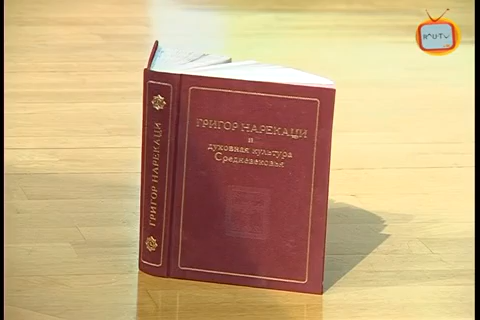 ГРИГОР НАРЕКАЦИ
ГРИГОР НАРЕКАЦИ
и
духовная культура
Средневековья